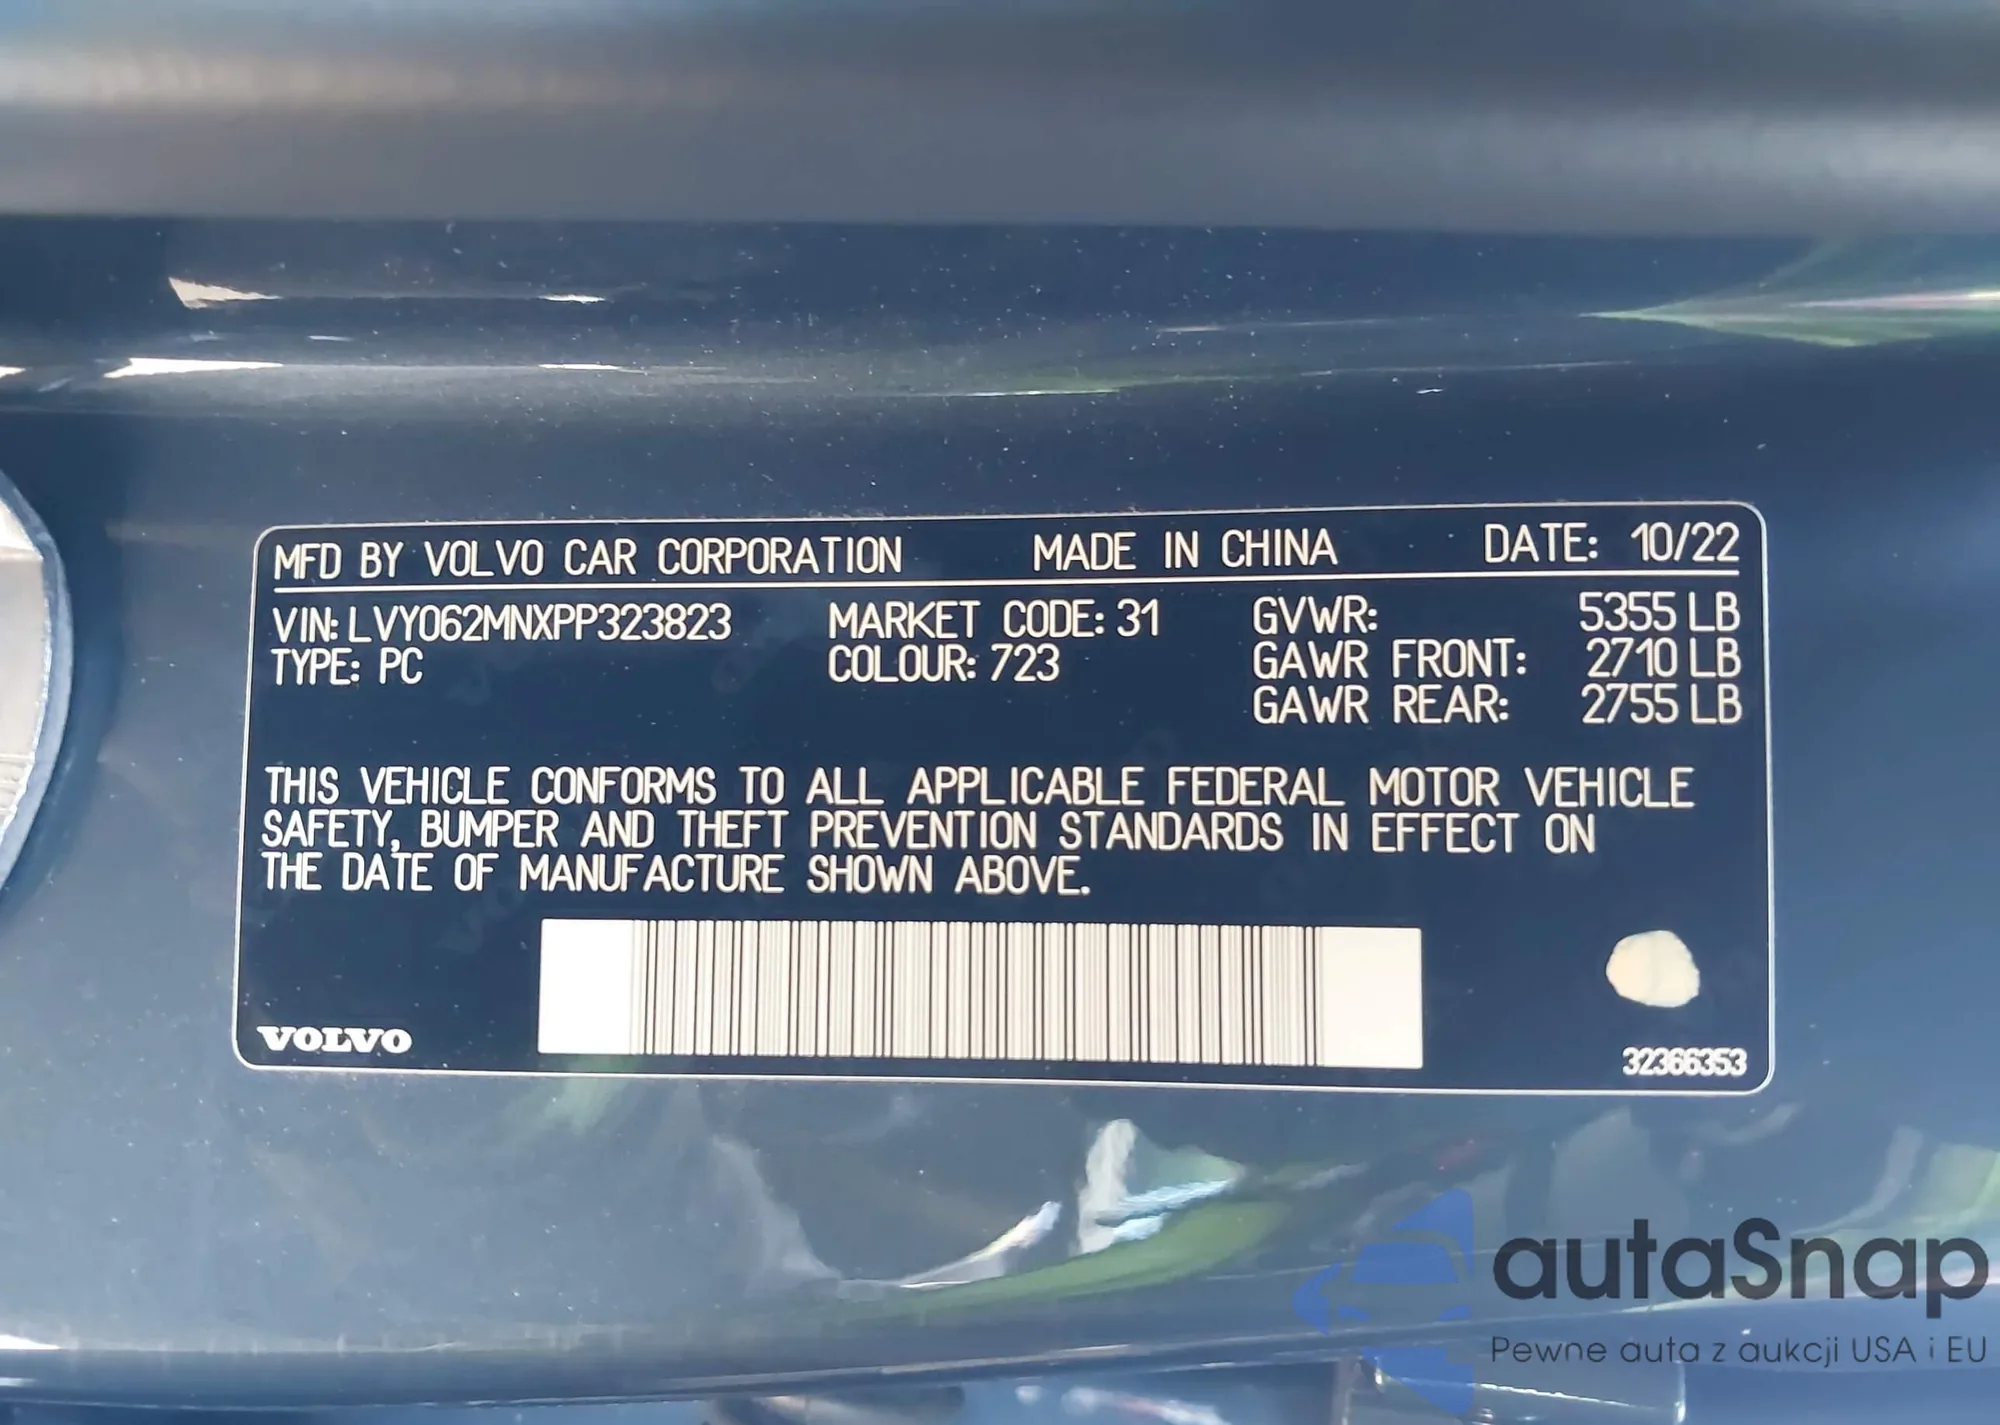 MFD BY VOLVO CAR CORPORATION MADE IN CHINA DATE: 10/22
VIN: LVY062MNXPP323823 MARKET CODE: 31 GVWR: 5355 LB
TYPE: PC COLOUR: 723 GAWR FRONT: 2710 LB
GAWR REAR: 2755 LB
THIS VEHICLE CONFORMS TO ALL APPLICABLE FEDERAL MOTOR VEHICLE
SAFETY, BUMPER AND THEFT PREVENTION STANDARDS IN EFFECT ON
THE DATE OF MANUFACTURE SHOWN ABOVE.
VOLVO
32366353
autaSnap
Pewne auta z aukcji USA i EU